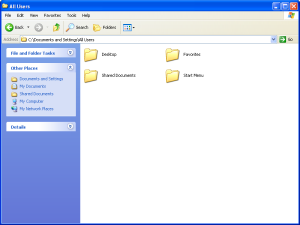 All Users
File Edit View Favorites Tools Help
Back Search Folders
Address C:\Documents and Settings\All Users Go
File and Folder Tasks
Other Places
Documents and Settings
My Documents
Shared Documents
My Computer
My Network Places
Details
Desktop Favorites
Shared Documents Start Menu